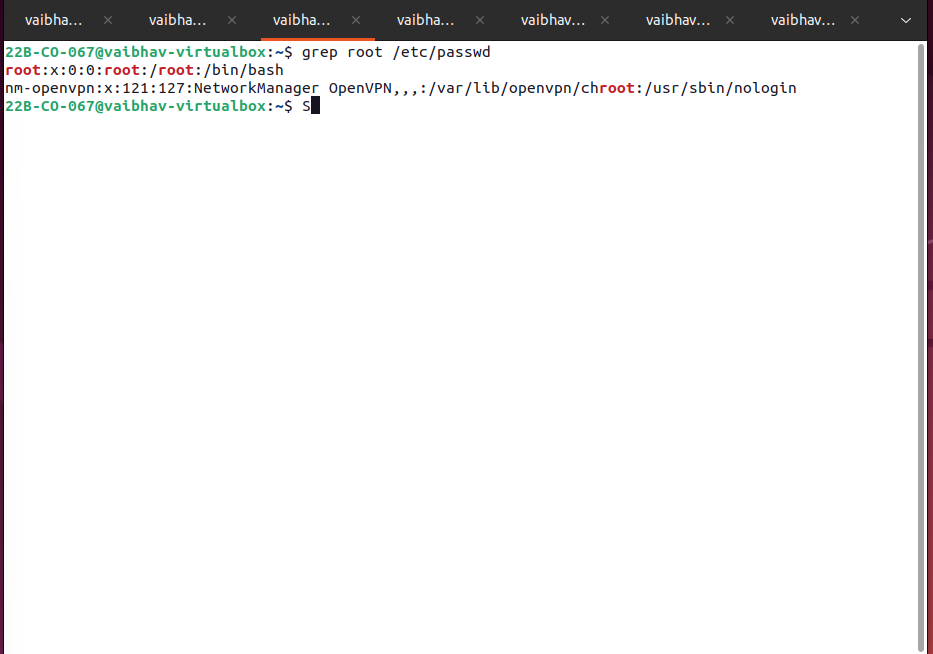 vaibha... vaibha... vaibha... vaibha... vaibhav... vaibhav... vaibhav...
22B-CO-067@vaibhav-virtualbox:~$ grep root /etc/passwd
root:x:0:0:root:/root:/bin/bash
nm-openvpn:x:121:127:NetworkManager OpenVPN,,,:/var/lib/openvpn/chroot:/usr/sbin/nologin
22B-CO-067@vaibhav-virtualbox:~$ S